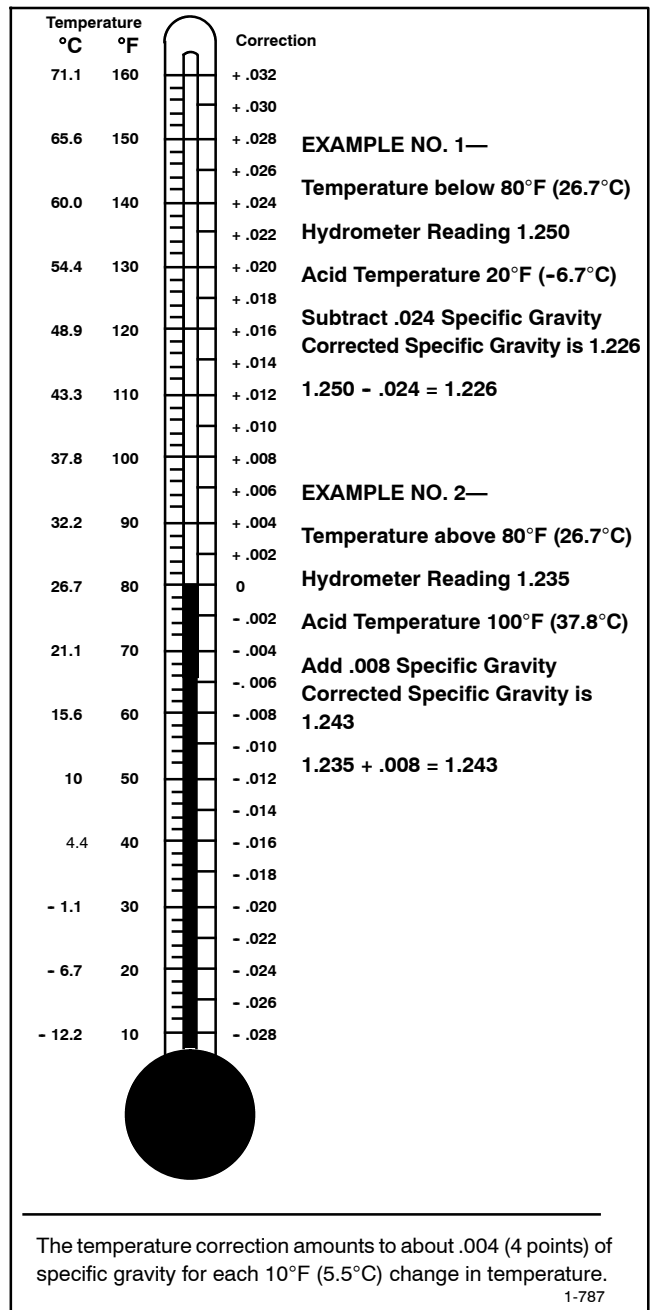 Temperature
°C °F Correction
71.1 160 + .032
+ .030
65.6 150 + .028
+ .026
60.0 140 + .024
+ .022
54.4 130 + .020
+ .018
48.9 120 + .016
+ .014
43.3 110 + .012
+ .010
37.8 100 + .008
+ .006
32.2 90 + .004
+ .002
26.7 80 0
- .002
21.1 70 - .004
-. 006
15.6 60 - .008
- .010
10 50 - .012
- .014
4.4 40 - .016
- .018
- 1.1 30 - .020
- .022
- 6.7 20 - .024
- .026
- 12.2 10 - .028
EXAMPLE NO. 1—
Temperature below 80°F (26.7°C)
Hydrometer Reading 1.250
Acid Temperature 20°F (-6.7°C)
Subtract .024 Specific Gravity
Corrected Specific Gravity is 1.226
1.250 - .024 = 1.226
EXAMPLE NO. 2—
Temperature above 80°F (26.7°C)
Hydrometer Reading 1.235
Acid Temperature 100°F (37.8°C)
Add .008 Specific Gravity
Corrected Specific Gravity is
1.243
1.235 + .008 = 1.243
The temperature correction amounts to about .004 (4 points) of
specific gravity for each 10°F (5.5°C) change in temperature.
1-787